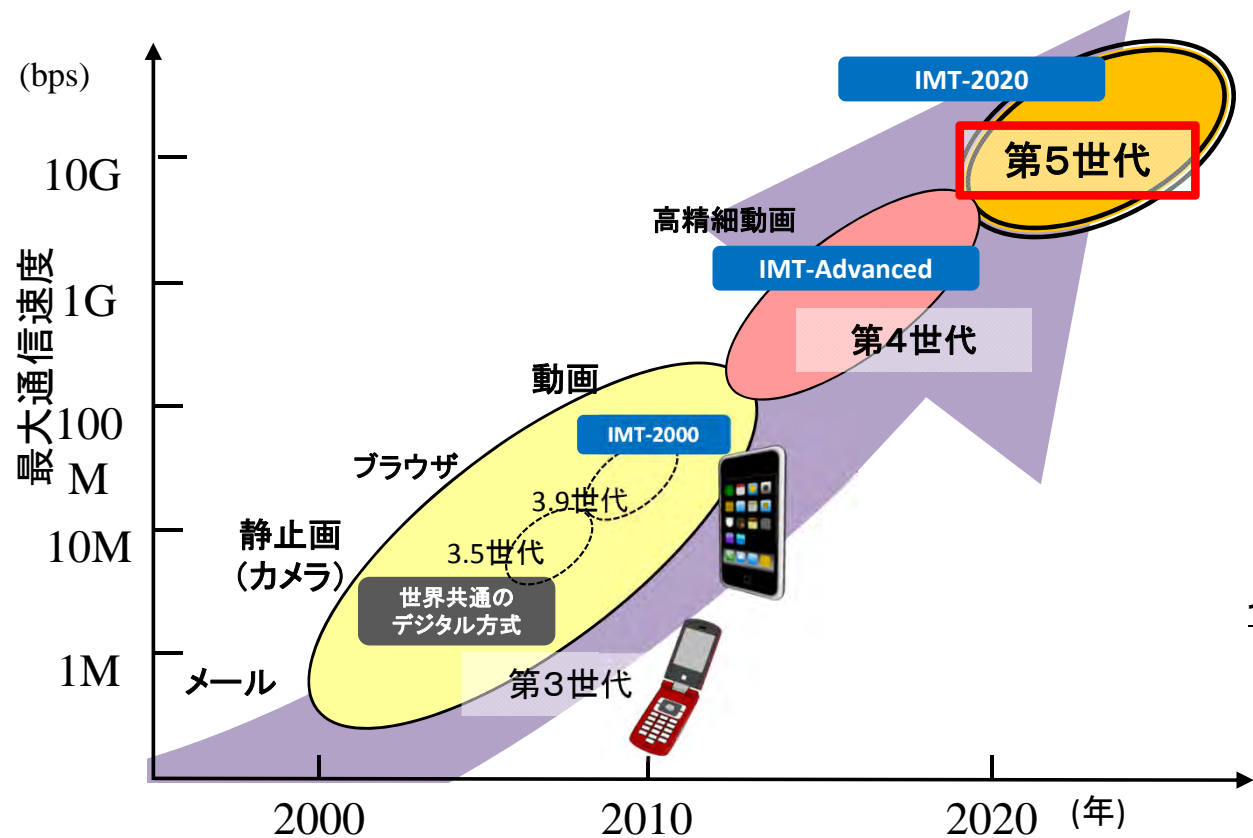 (bps)
IMT-2020
10G
第5世代
高精細動画
IMT-Advanced
最大通信速度
1G
第4世代
動画
100
M
IMT-2000
ブラウザ
3.9世代
10M
静止画
(カメラ)
3.5世代
世界共通の
デジタル方式
1M
メール
第3世代
2000
2010
2020
(年)